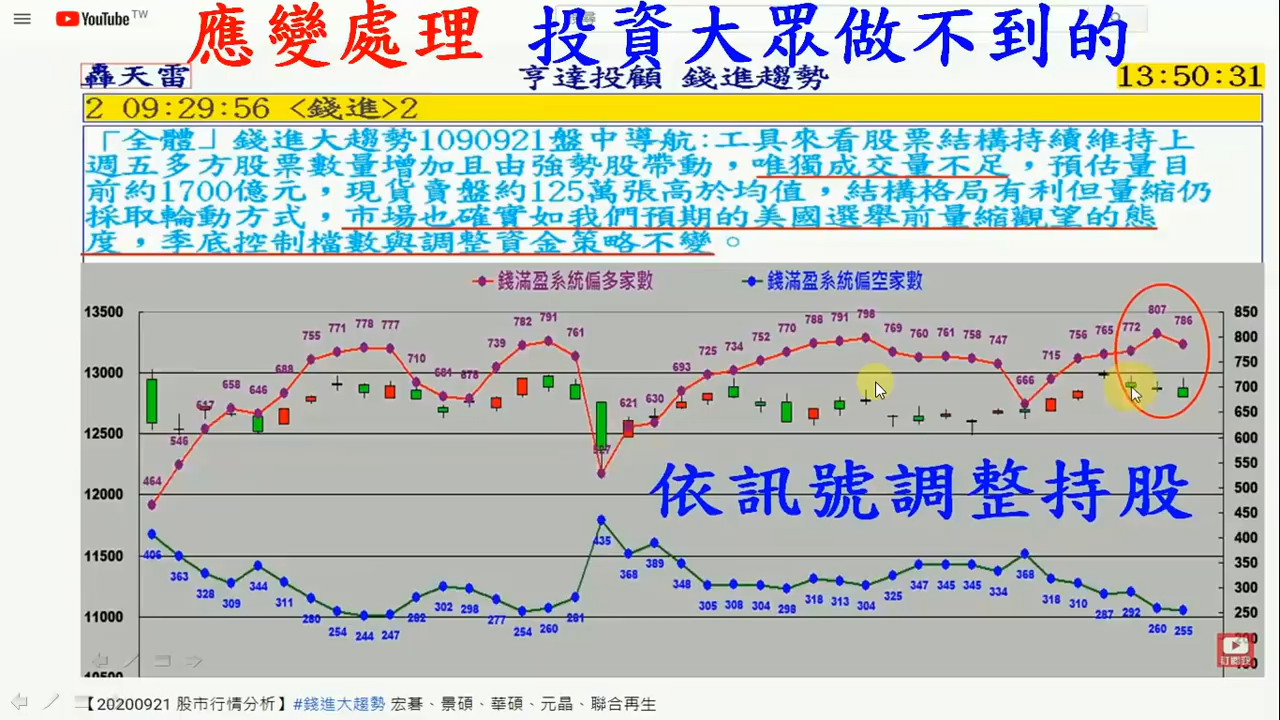 YouTube TW
應變處理 投資大眾做不到的
轟天雷 亨達投顧 錢進趨勢 13:50:31
2 09:29:56 <錢進>2
「全體」錢進大趨勢1090921盤中導航:工具來看股票結構持續維持上
週五多方股票數量增加且由強勢股帶動，唯獨成交量不足，預估量目
前約1700億元，現貨賣盤約125萬張高於均值，結構格局有利但量縮仍
採取輪動方式，市場也確實如我們預期的美國選舉前量縮觀望的態
度，季底控制檔數與調整資金策略不變。
錢滿盈系統偏多家數 錢滿盈系統偏空家數
13500 850
807
798
782 791 788 791 786
755 771 778 777 761 752 770 769 760 761 758 747 756 765 772 800
739 725 734 715 750
13000 710 693 700
688 681 678 666
658 646 621 630 650
617
12500 600
546 550
464
12000 500
依訊號調整持股
450
435
11500 406 400
363 368 389 368 350
328 309 344 311 348 347 345 345 334
302 298 305 308 304 298 318 313 304 325 318 310 300
280 282 277 281 287 292
11000 254 244 247 254 260 260 255 250
200
訂閱
【20200921 股市行情分析】#錢進大趨勢 宏碁、景碩、華碩、元晶、聯合再生